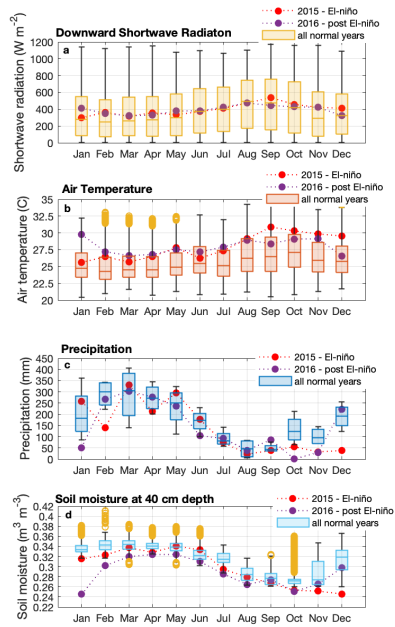 Downward Shortwave Radiaton
2015 - El-niño
2016 - post El-niño
all normal years
a
Shortwave radiation (W m-2)
1200
1000
800
600
400
200
0
Jan Feb Mar Apr May Jun Jul Aug Sep Oct Nov Dec
Air Temperature
2015 - El-niño
2016 - post El-niño
all normal years
b
Air temperature (C)
35
32.5
30
27.5
25
22.5
20
Jan Feb Mar Apr May Jun Jul Aug Sep Oct Nov Dec
Precipitation
2015 - El-niño
2016 - post El-niño
all normal years
c
Precipitation (mm)
450
400
350
300
250
200
150
100
50
0
Jan Feb Mar Apr May Jun Jul Aug Sep Oct Nov Dec
Soil moisture at 40 cm depth
2015 - El-niño
2016 - post El-niño
all normal years
d
Soil moisture (m3 m-3)
0.42
0.4
0.38
0.36
0.34
0.32
0.3
0.28
0.26
0.24
0.22
Jan Feb Mar Apr May Jun Jul Aug Sep Oct Nov Dec